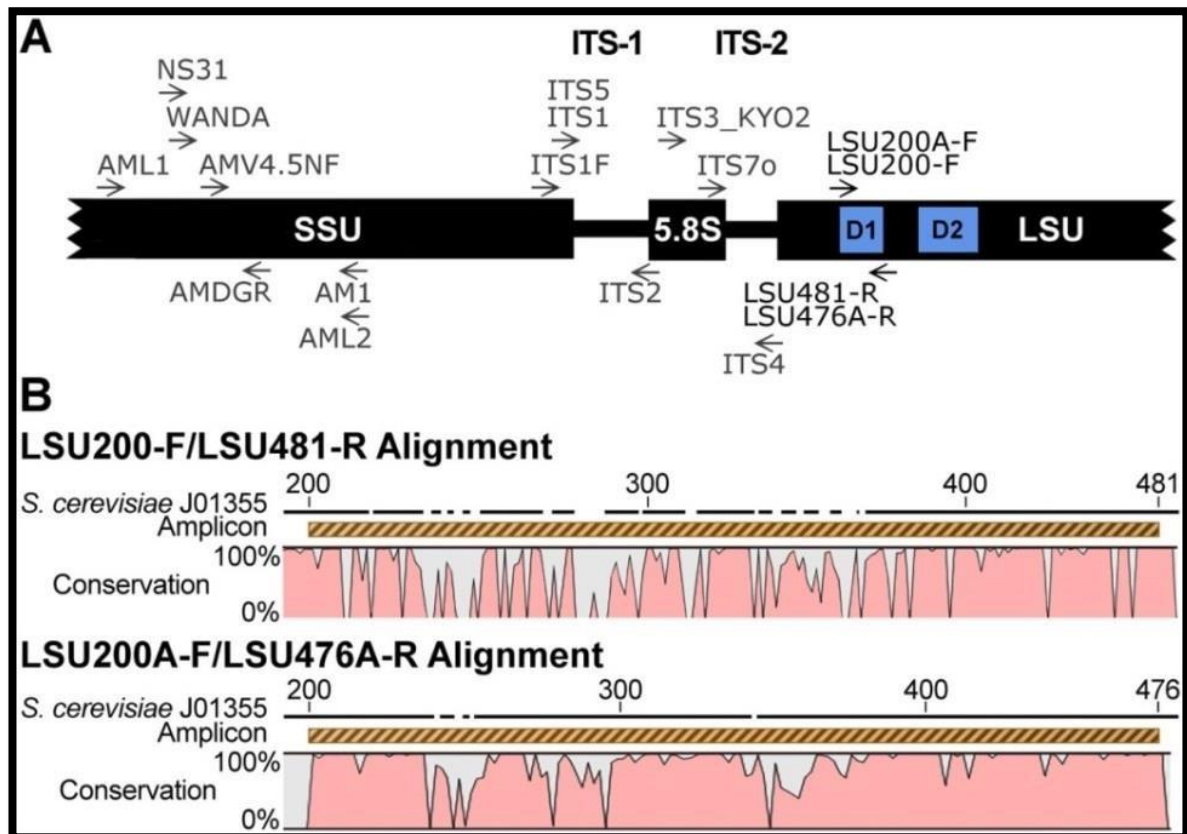 A
ITS-1 ITS-2
NS31
ITS5
WANDA
ITS1
ITS3_KYO2
LSU200A-F
AML1
AMV4.5NF
ITS1F
ITS7o
LSU200-F
SSU
5.8S
D1
D2
LSU
AMDGR
AM1
ITS2
LSU481-R
AML2
LSU476A-R
ITS4
B
LSU200-F/LSU481-R Alignment
200 300 400 481
S. cerevisiae J01355
Amplicon
100%
Conservation
0%
LSU200A-F/LSU476A-R Alignment
200 300 400 476
S. cerevisiae J01355
Amplicon
100%
Conservation
0%